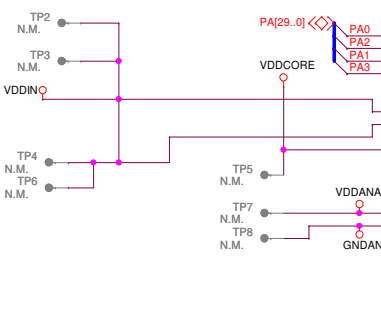 TP2
N.M.
PA[29..0]
PA0
PA2
PA1
PA3
TP3
N.M.
VDDCORE
VDDIN
TP4
N.M.
TP6
N.M.
TP5
N.M.
VDDANA
TP7
N.M.
TP8
N.M.
GNDAN